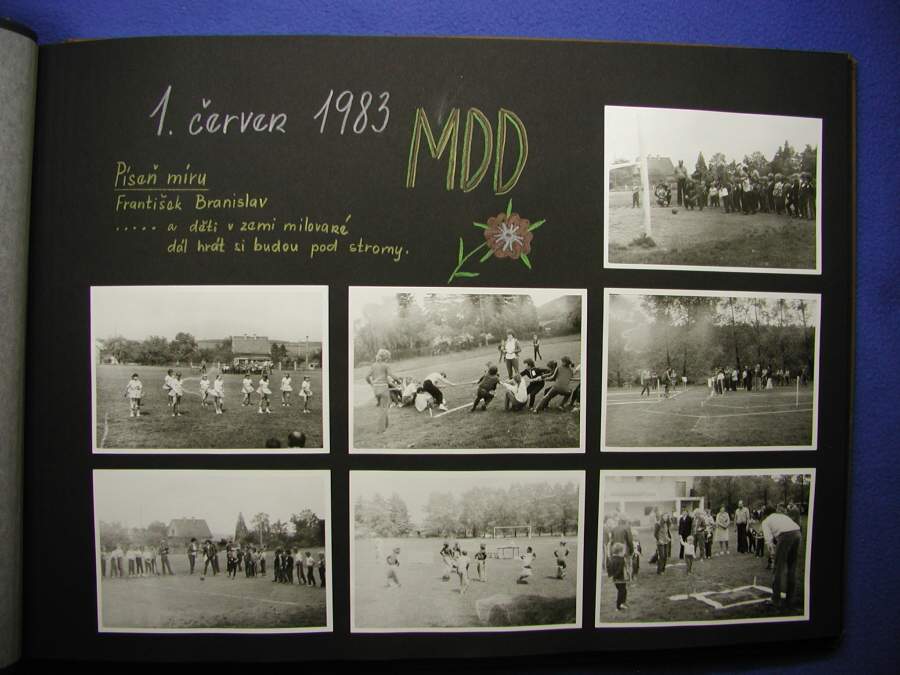 1. červen 1983
MDD
Píseň míru
František Branislav
..... a děti v zemi milované
dál hrát si budou pod stromy.